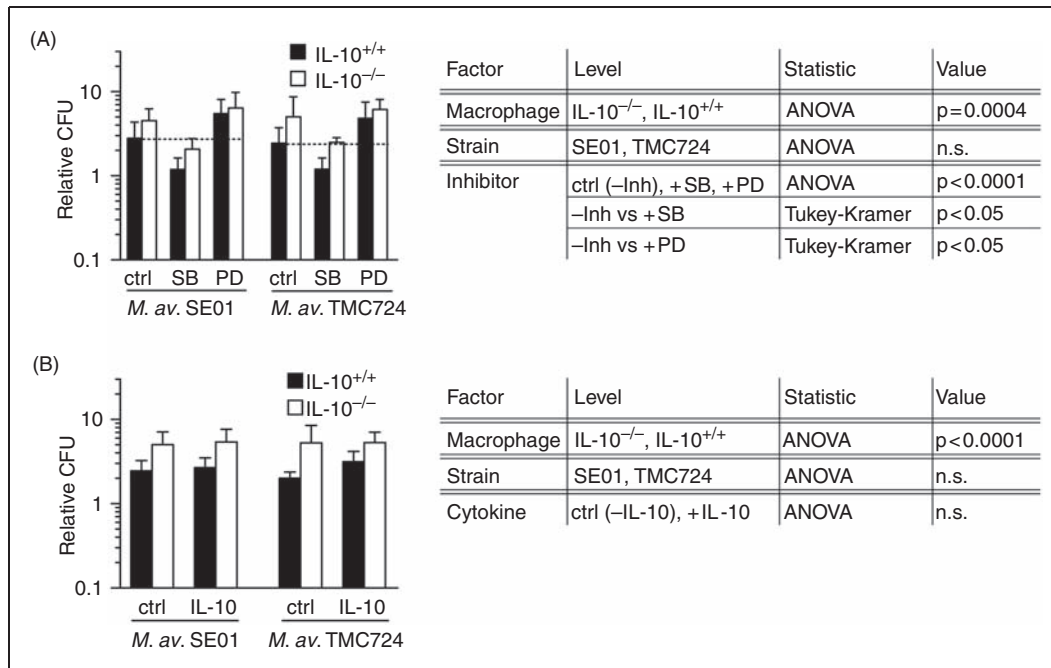 (A)
IL-10+/+
IL-10−/−
10
1
0.1
Relative CFU
ctrl SB PD ctrl SB PD
M. av. SE01 M. av. TMC724
Factor Level Statistic Value
Macrophage IL-10−/−, IL-10+/+ ANOVA p=0.0004
Strain SE01, TMC724 ANOVA n.s.
Inhibitor ctrl (–Inh), +SB, +PD ANOVA p<0.0001
–Inh vs +SB Tukey-Kramer p<0.05
–Inh vs +PD Tukey-Kramer p<0.05
(B)
IL-10+/+
IL-10−/−
10
1
0.1
Relative CFU
ctrl IL-10 ctrl IL-10
M. av. SE01 M. av. TMC724
Factor Level Statistic Value
Macrophage IL-10−/−, IL-10+/+ ANOVA p<0.0001
Strain SE01, TMC724 ANOVA n.s.
Cytokine ctrl (–IL-10), +IL-10 ANOVA n.s.